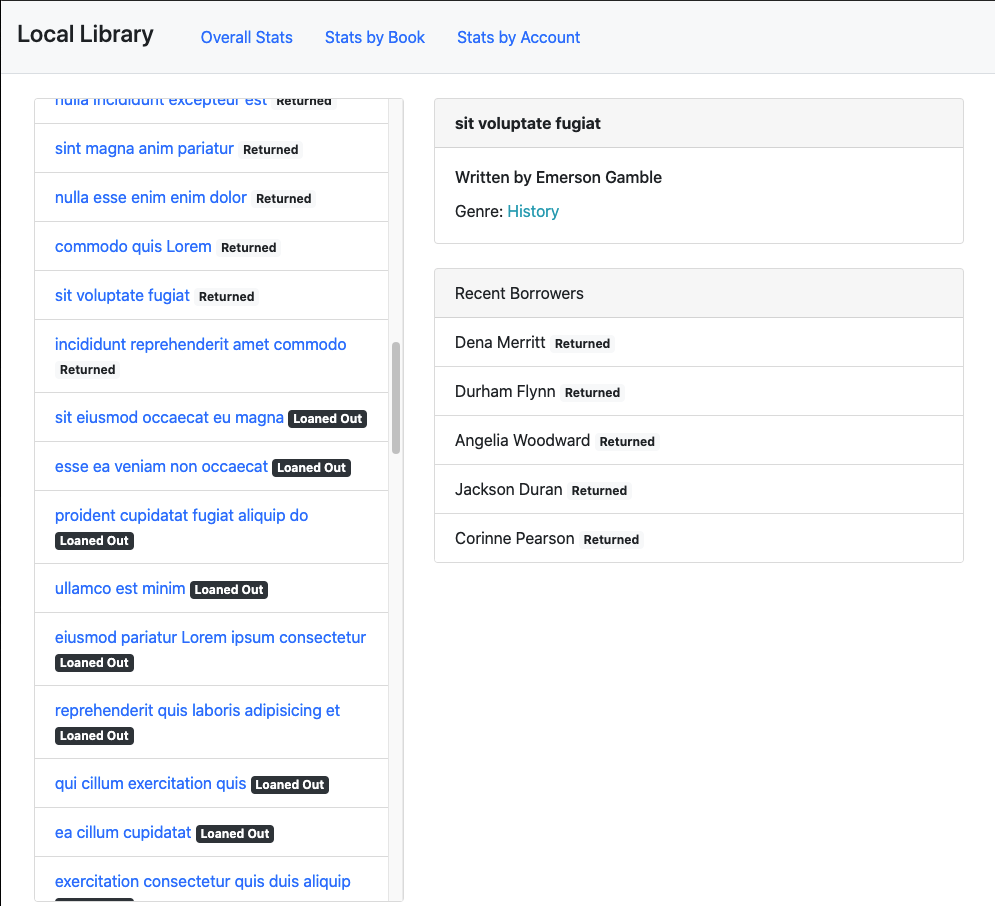 Local Library Overall Stats Stats by Book Stats by Account
nulla incididunt excepteur est Returned
sint magna anim pariatur Returned
nulla esse enim enim dolor Returned
commodo quis Lorem Returned
sit voluptate fugiat Returned
incididunt reprehenderit amet commodo
Returned
sit eiusmod occaecat eu magna Loaned Out
esse ea veniam non occaecat Loaned Out
proident cupidatat fugiat aliquip do
Loaned Out
ullamco est minim Loaned Out
eiusmod pariatur Lorem ipsum consectetur
Loaned Out
reprehenderit quis laboris adipisicing et
Loaned Out
qui cillum exercitation quis Loaned Out
ea cillum cupidatat Loaned Out
exercitation consectetur quis duis aliquip
sit voluptate fugiat
Written by Emerson Gamble
Genre: History
Recent Borrowers
Dena Merritt Returned
Durham Flynn Returned
Angelia Woodward Returned
Jackson Duran Returned
Corinne Pearson Returned